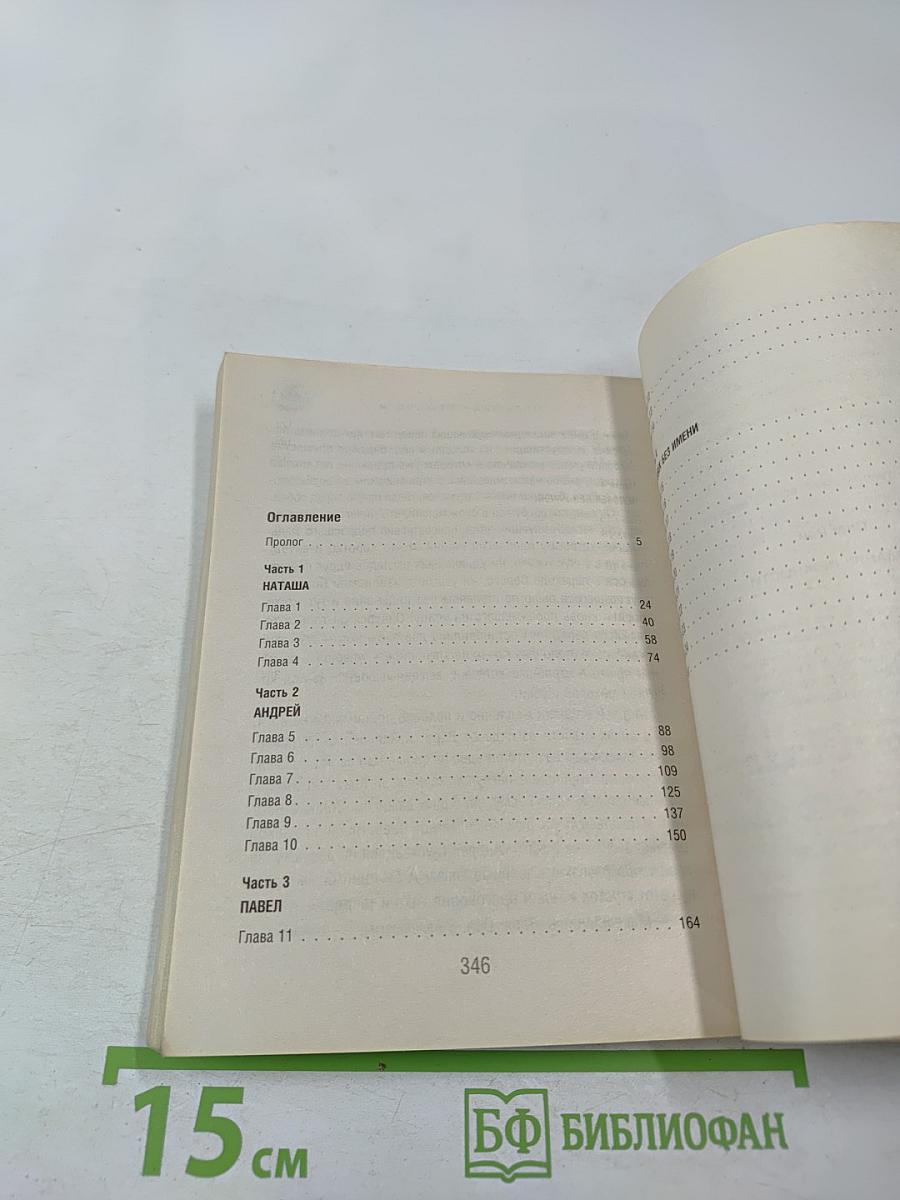 Оглавление
Пролог . . . . . . . . . . . . . . . . . . . . . . . . . . . . . . 5
Часть 1
НАТАША
Глава 1 . . . . . . . . . . . . . . . . . . . . . . . . . . . . . . 24
Глава 2 . . . . . . . . . . . . . . . . . . . . . . . . . . . . . . 40
Глава 3 . . . . . . . . . . . . . . . . . . . . . . . . . . . . . . 58
Глава 4 . . . . . . . . . . . . . . . . . . . . . . . . . . . . . . 74
Часть 2
АНДРЕЙ
Глава 5 . . . . . . . . . . . . . . . . . . . . . . . . . . . . . . 88
Глава 6 . . . . . . . . . . . . . . . . . . . . . . . . . . . . . . 98
Глава 7 . . . . . . . . . . . . . . . . . . . . . . . . . . . . . . 109
Глава 8 . . . . . . . . . . . . . . . . . . . . . . . . . . . . . . 125
Глава 9 . . . . . . . . . . . . . . . . . . . . . . . . . . . . . . 137
Глава 10 . . . . . . . . . . . . . . . . . . . . . . . . . . . . . . 150
Часть 3
ПАВЕЛ
Глава 11 . . . . . . . . . . . . . . . . . . . . . . . . . . . . . . 164
346
БЕЗ ИМЕНИ
15 см
БФ БИБЛИОФАН